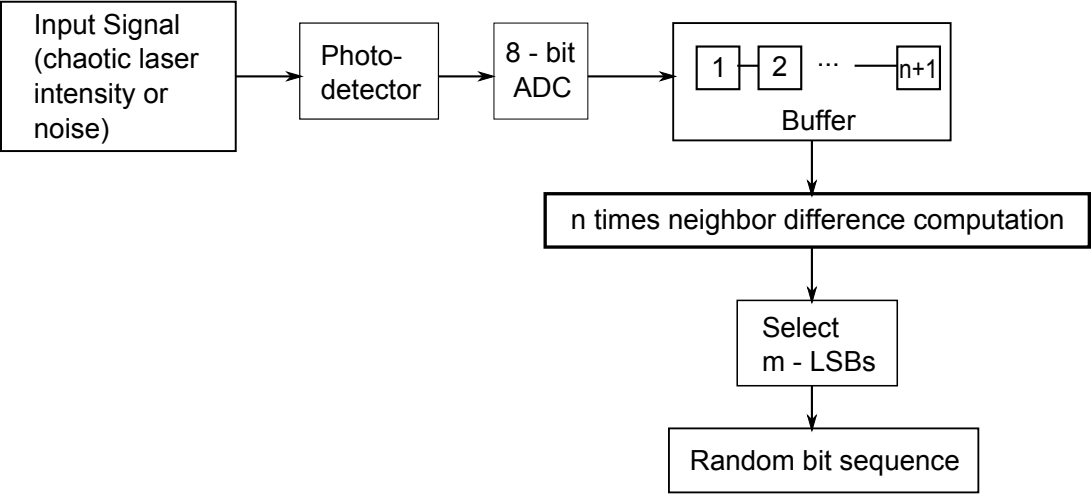 Input Signal
(chaotic laser
intensity or
noise)
Photo-
detector
8 - bit
ADC
1 2 ... n+1
Buffer
n times neighbor difference computation
Select
m - LSBs
Random bit sequence